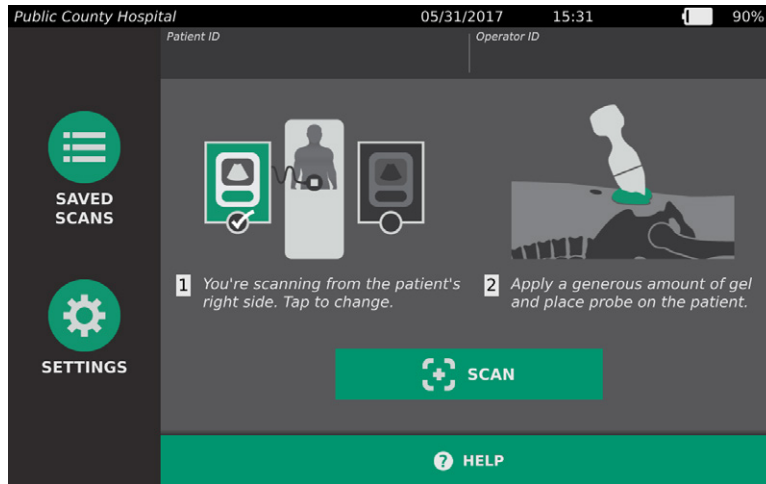 Public County Hospital 05/31/2017 15:31 90%
Patient ID Operator ID
SAVED
SCANS
1 You're scanning from the patient's
right side. Tap to change.
2 Apply a generous amount of gel
and place probe on the patient.
SETTINGS
SCAN
? HELP